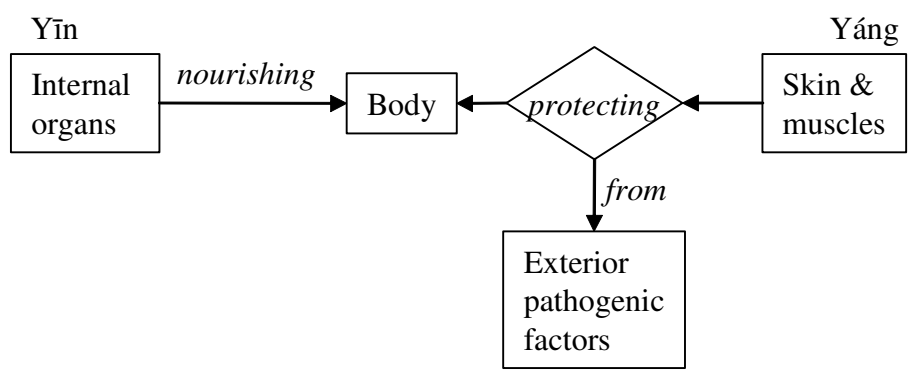 Yīn
Yáng
Internal
organs
nourishing
Body
protecting
Skin &
muscles
from
Exterior
pathogenic
factors